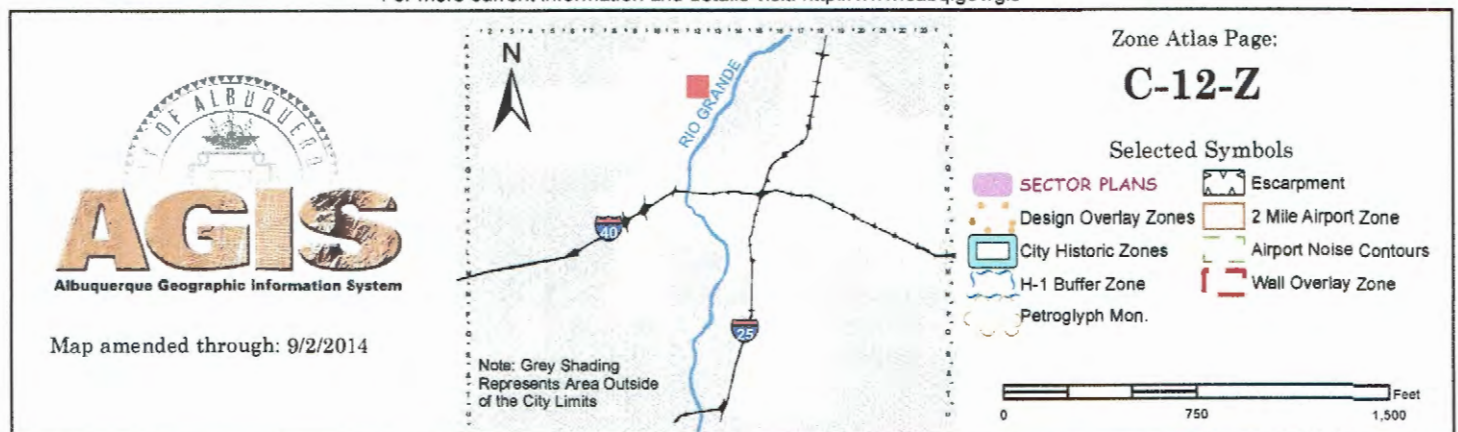 CITY OF ALBUQUERQ
AGIS
Albuquerque Geographic Information System
Map amended through: 9/2/2014
N
RIO GRANDE
40
25
Note: Grey Shading
Represents Area Outside
of the City Limits
Zone Atlas Page:
C-12-Z
Selected Symbols
SECTOR PLANS
Design Overlay Zones
City Historic Zones
H-1 Buffer Zone
Petroglyph Mon.
Escarpment
2 Mile Airport Zone
Airport Noise Contours
Wall Overlay Zone
Feet
0 750 1,500